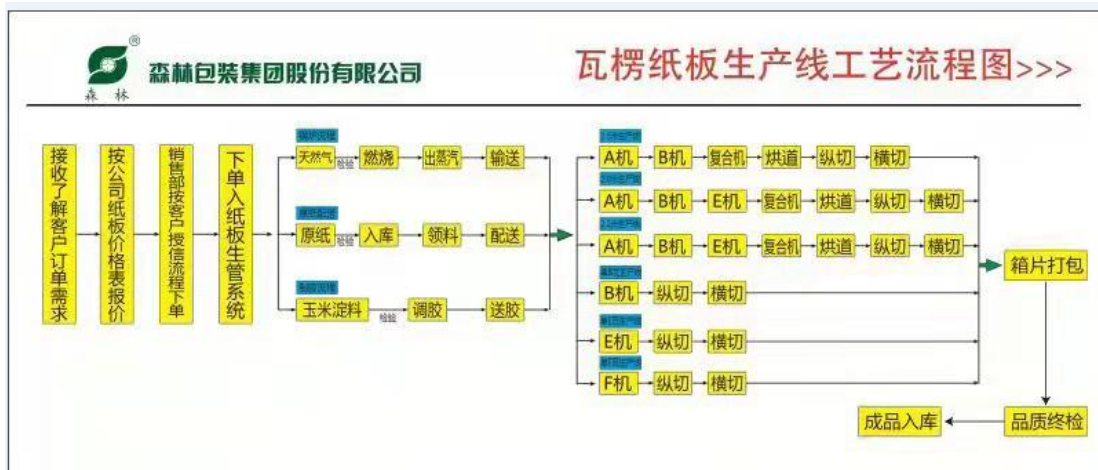 ®
森林
森林包装集团股份有限公司
瓦楞纸板生产线工艺流程图>>>
接收了解客户订单需求
按公司纸板价格表报价
销售部按客户授信流程下单
下单入纸板生管系统
天然气
检验
燃烧
出蒸汽
输送
原纸
检验
入库
领料
配送
玉米淀料
检验
调胶
送胶
A机
B机
复合机
烘道
纵切
横切
A机
B机
E机
复合机
烘道
纵切
横切
A机
B机
E机
复合机
烘道
纵切
横切
B机
纵切
横切
E机
纵切
横切
F机
纵切
横切
箱片打包
品质终检
成品入库